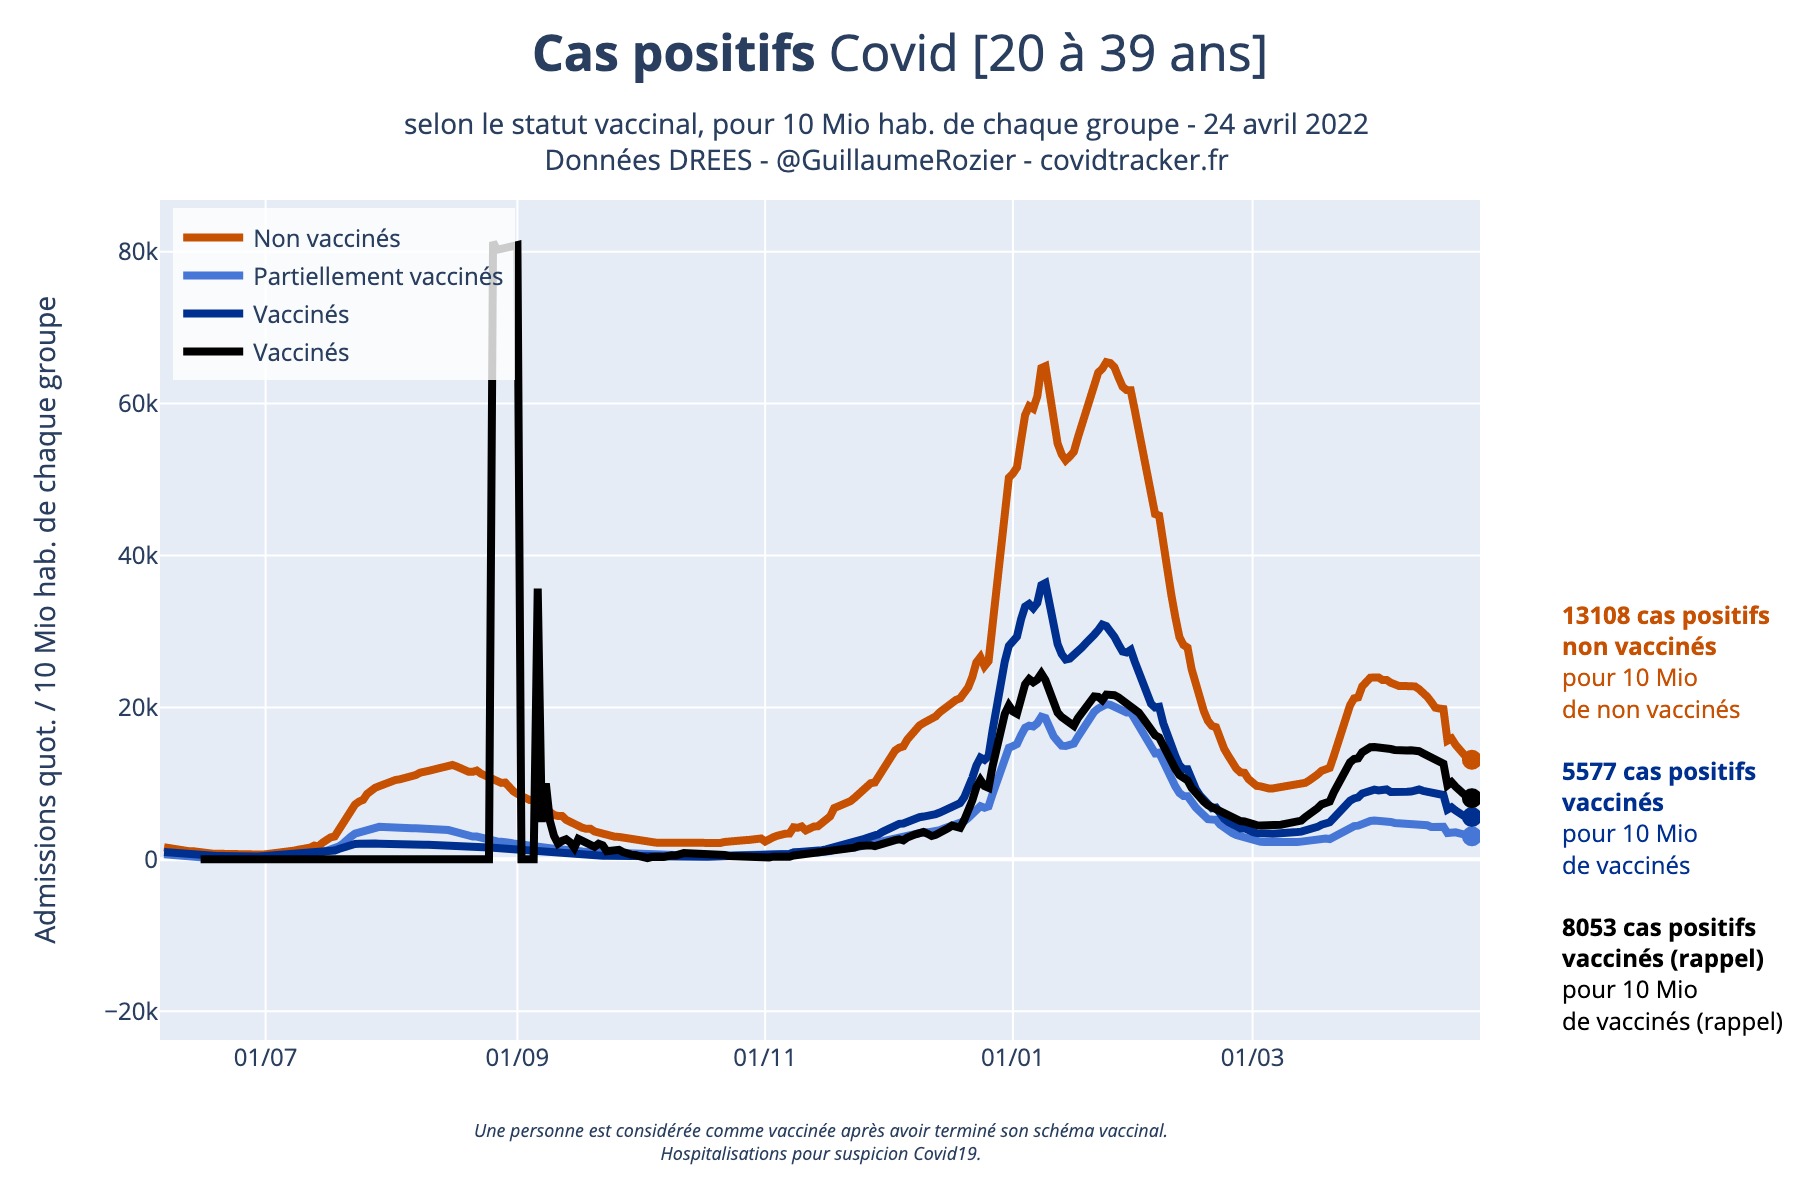 Cas positifs Covid [20 à 39 ans]
selon le statut vaccinal, pour 10 Mio hab. de chaque groupe - 24 avril 2022
Données DREES - @GuillaumeRozier - covidtracker.fr
Admissions quot. / 10 Mio hab. de chaque groupe
80k
60k
40k
20k
0
−20k
Non vaccinés
Partiellement vaccinés
Vaccinés
Vaccinés
01/07
01/09
01/11
01/01
01/03
13108 cas positifs
non vaccinés
pour 10 Mio
de non vaccinés
5577 cas positifs
vaccinés
pour 10 Mio
de vaccinés
8053 cas positifs
vaccinés (rappel)
pour 10 Mio
de vaccinés (rappel)
Une personne est considérée comme vaccinée après avoir terminé son schéma vaccinal.
Hospitalisations pour suspicion Covid19.